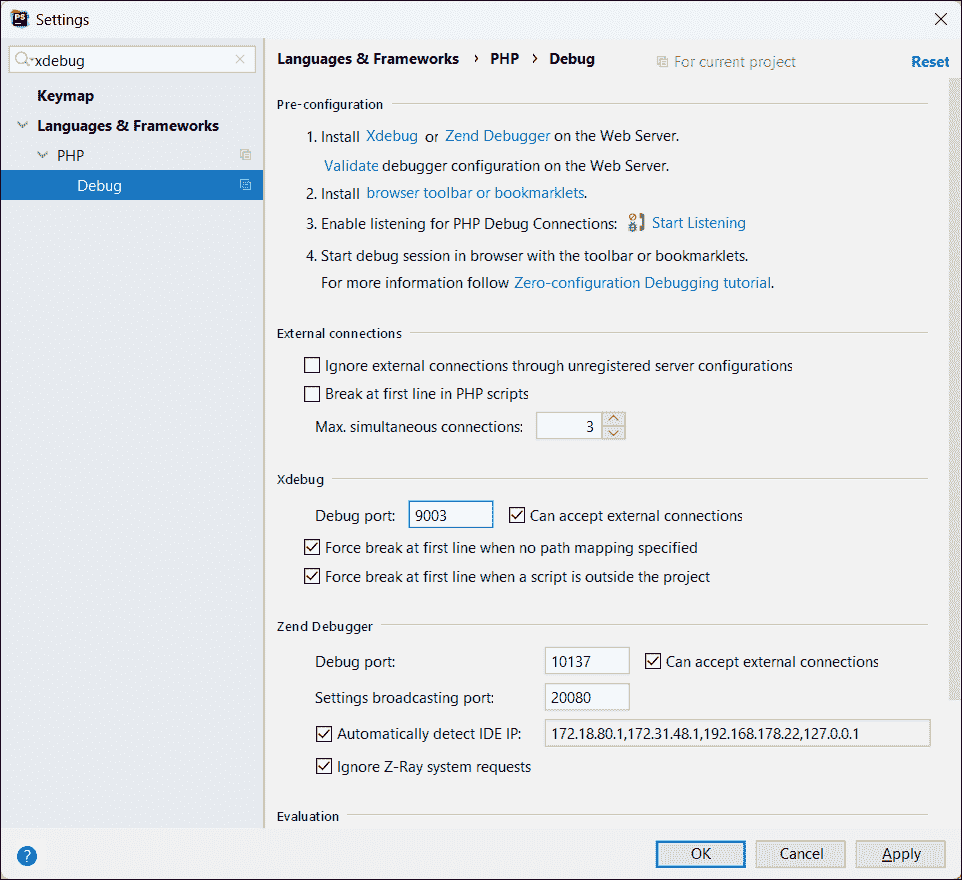 PS
Settings
xdebug
Keymap
Languages & Frameworks
PHP
Debug
Languages & Frameworks › PHP › Debug
For current project
Reset
Pre-configuration
1. Install Xdebug or Zend Debugger on the Web Server.
Validate debugger configuration on the Web Server.
2. Install browser toolbar or bookmarklets.
3. Enable listening for PHP Debug Connections: Start Listening
4. Start debug session in browser with the toolbar or bookmarklets.
For more information follow Zero-configuration Debugging tutorial.
External connections
Ignore external connections through unregistered server configurations
Break at first line in PHP scripts
Max. simultaneous connections: 3
Xdebug
Debug port: 9003 Can accept external connections
Force break at first line when no path mapping specified
Force break at first line when a script is outside the project
Zend Debugger
Debug port: 10137 Can accept external connections
Settings broadcasting port: 20080
Automatically detect IDE IP: 172.18.80.1,172.31.48.1,192.168.178.22,127.0.0.1
Ignore Z-Ray system requests
Evaluation
?
OK
Cancel
Apply